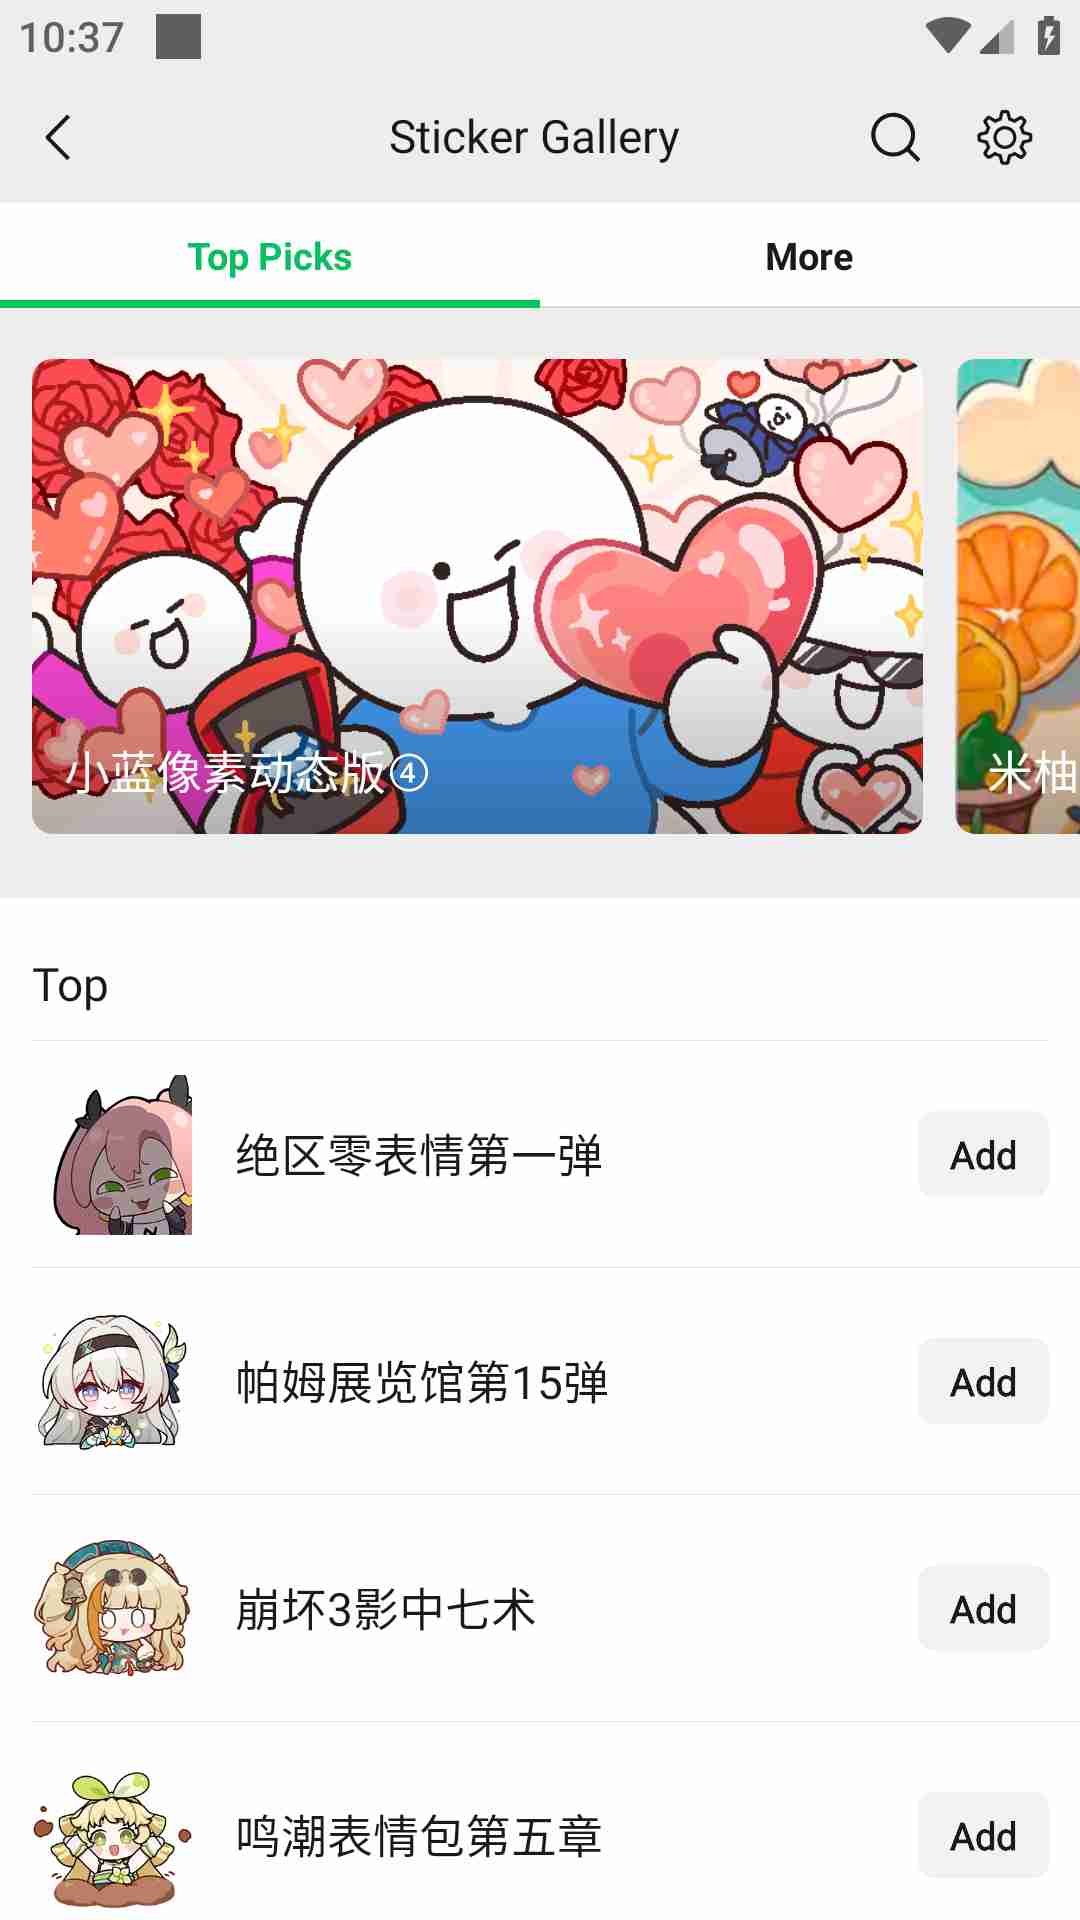 10:37
Sticker Gallery
Top Picks
More
小蓝像素动态版④
米柚
Top
绝区零表情第一弹
Add
帕姆展览馆第15弹
Add
崩坏3影中七术
Add
鸣潮表情包第五章
Add